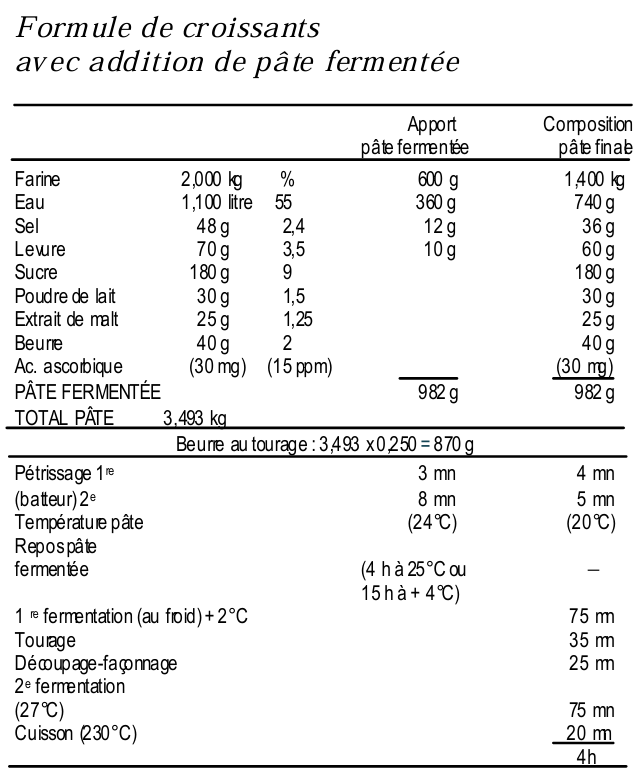 Formule de croissants
avec addition de pâte fermentée
Apport Composition
pâte fermentée pâte finale
Farine 2,000 kg % 600 g 1,400 kg
Eau 1,100 litre 55 360 g 740 g
Sel 48 g 2,4 12 g 36 g
Levure 70 g 3,5 10 g 60 g
Sucre 180 g 9 180 g
Poudre de lait 30 g 1,5 30 g
Extrait de malt 25 g 1,25 25 g
Beurre 40 g 2 40 g
Ac. ascorbique (30 mg) (15 ppm) (30 mg)
PÂTE FERMENTÉE 982 g 982 g
TOTAL PÂTE 3,493 kg
Beurre au tourage : 3,493 x 0,250 = 870 g
Pétrissage 1re 3 mn 4 mn
(batteur) 2e 8 mn 5 mn
Température pâte (24°C) (20°C)
Repos pâte
fermentée (4 h à 25°C ou –
15 h à + 4°C)
1 re fermentation (au froid) + 2°C 75 mn
Tourage 35 mn
Découpage-façonnage 25 mn
2e fermentation
(27°C) 75 mn
Cuisson (230°C) 20 mn
4h